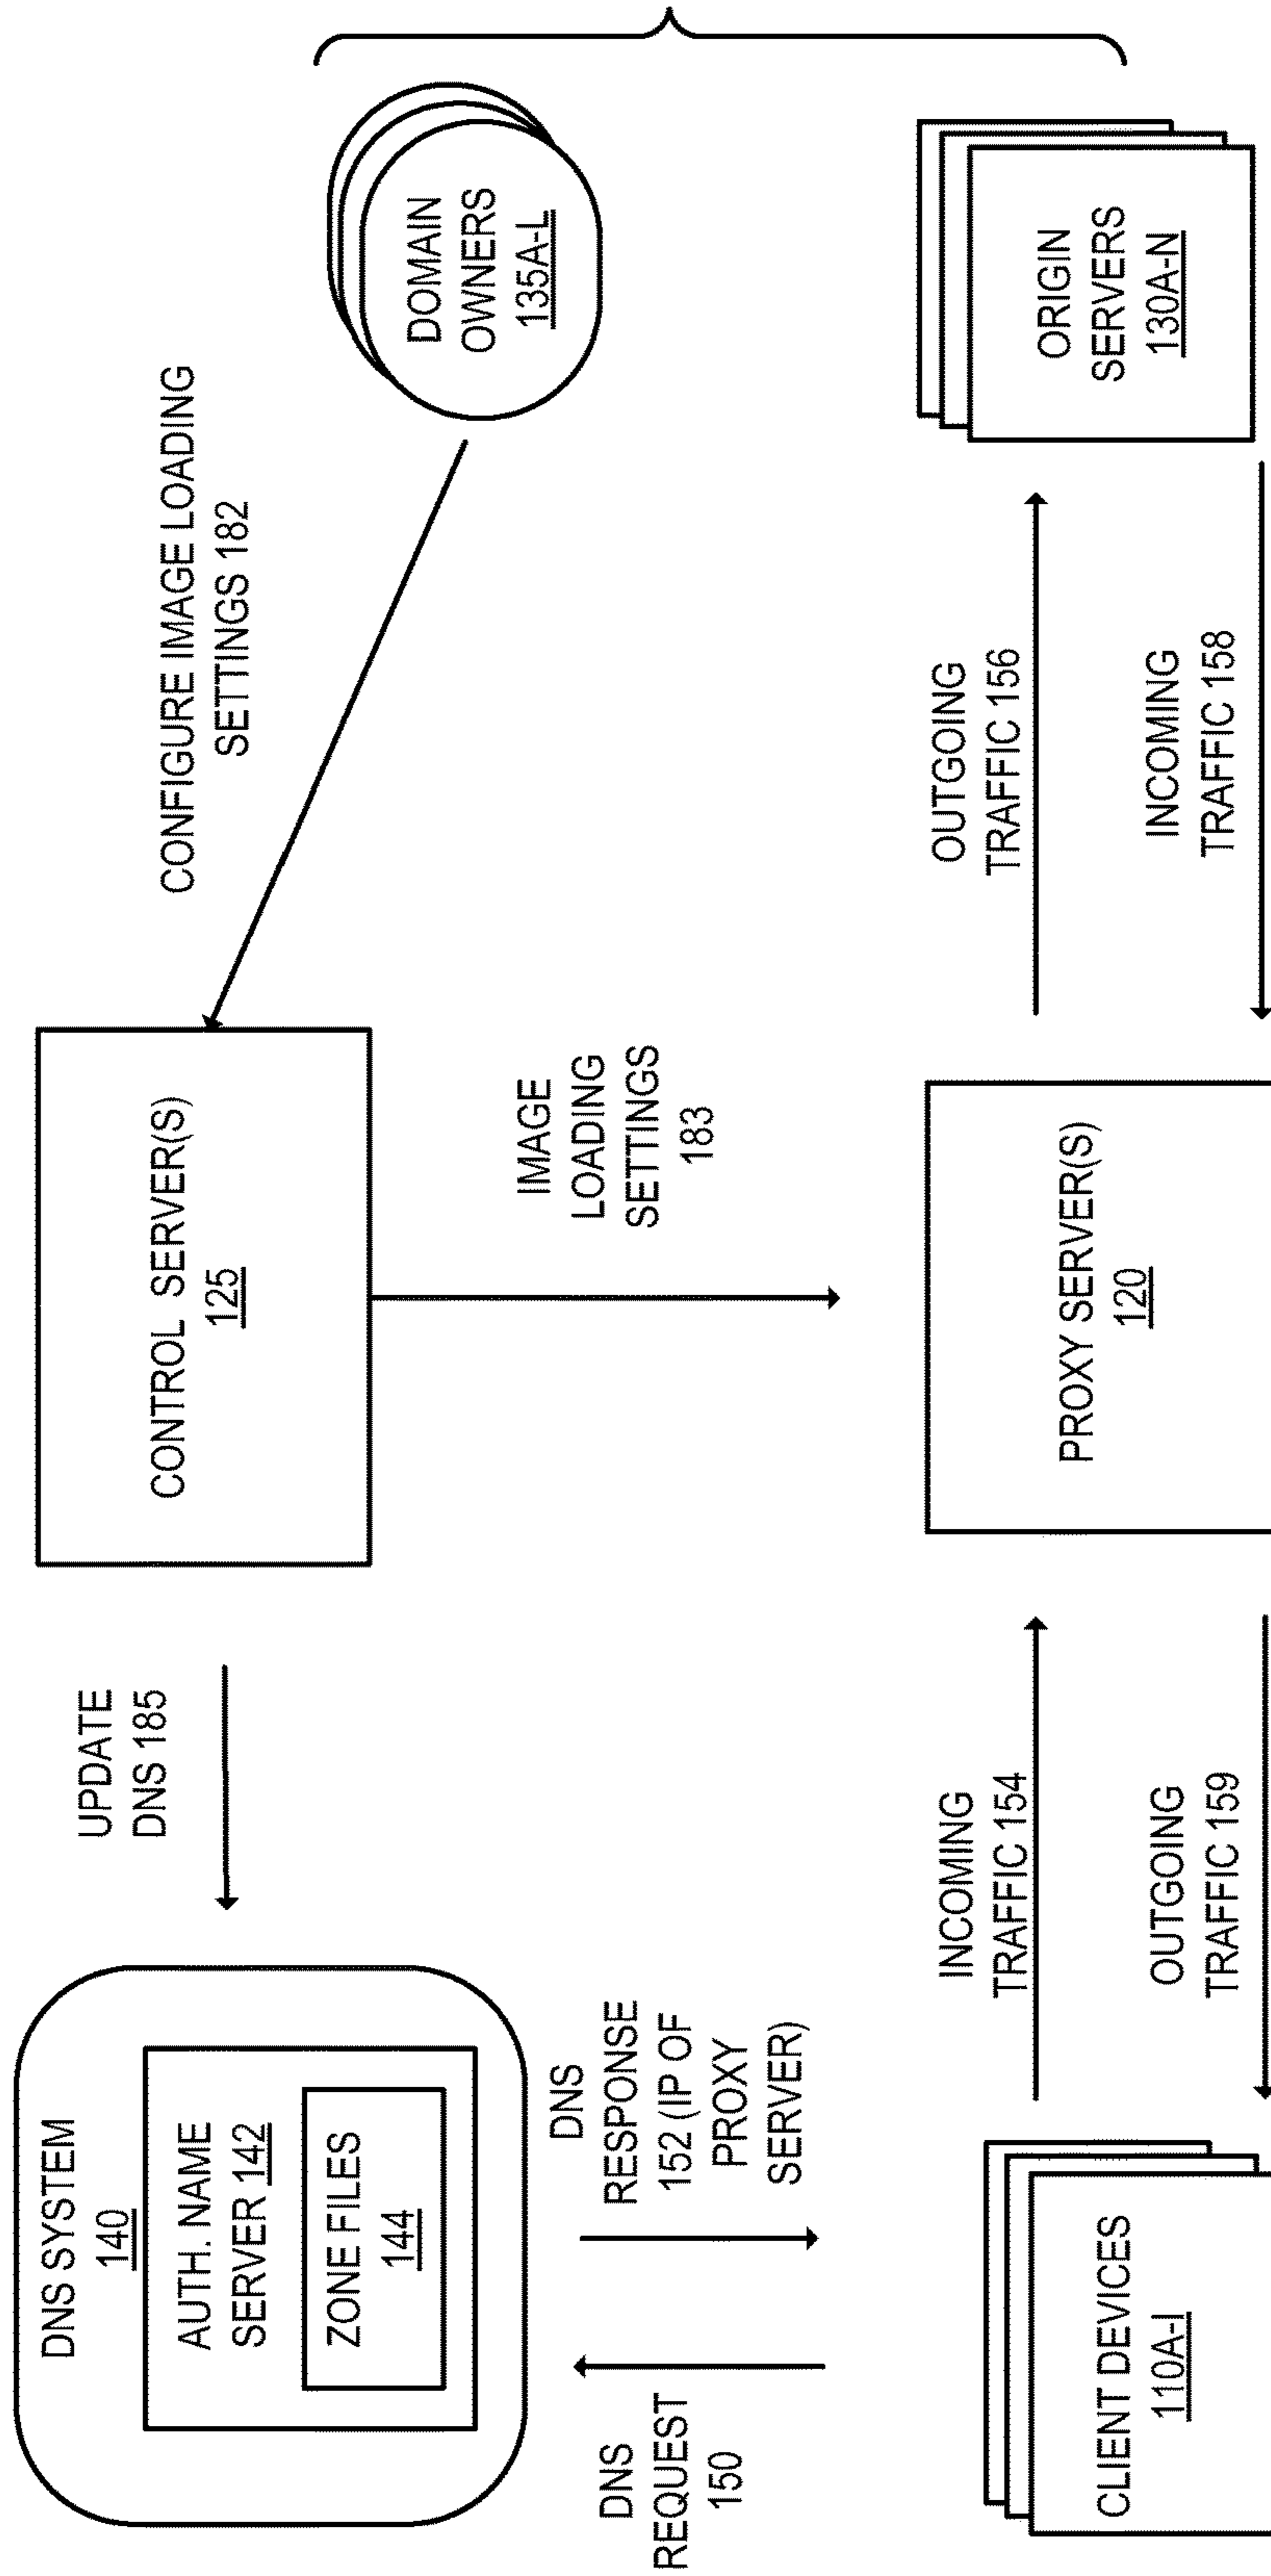 DNS SYSTEM
140
AUTH. NAME
SERVER 142
ZONE FILES
144
UPDATE
DNS 185
CONTROL SERVER(S)
125
CONFIGURE IMAGE LOADING
SETTINGS 182
DOMAIN
OWNERS
135A-L
DNS
REQUEST
150
DNS
RESPONSE
152 (IP OF
PROXY
SERVER)
IMAGE
LOADING
SETTINGS
183
CLIENT DEVICES
110A-I
INCOMING
TRAFFIC 154
OUTGOING
TRAFFIC 159
PROXY SERVER(S)
120
OUTGOING
TRAFFIC 156
INCOMING
TRAFFIC 158
ORIGIN
SERVERS
130A-N